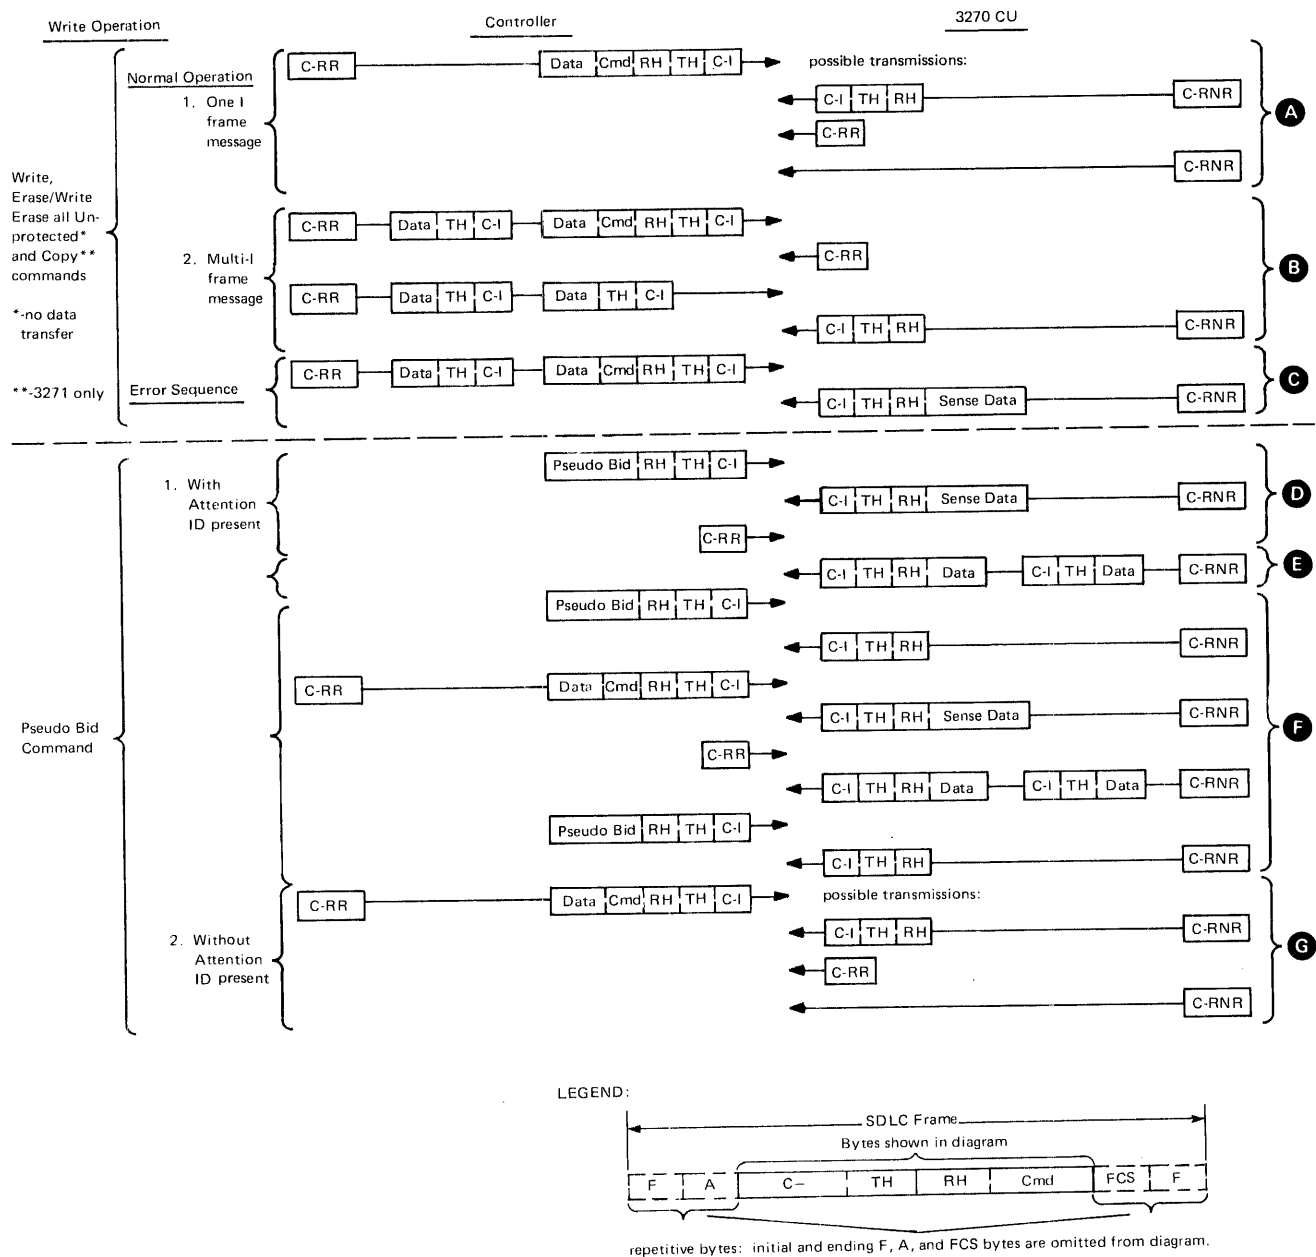 Write Operation
Controller
3270 CU
Normal Operation
1. One I
frame
message
C-RR
Data Cmd RH TH C-I
possible transmissions:
C-I TH RH
C-RNR
A
C-RR
C-RNR
Write,
Erase/Write
Erase all Un-
protected*
and Copy**
commands
*-no data
transfer
**-3271 only
2. Multi-I
frame
message
C-RR
Data TH C-I
Data Cmd RH TH C-I
C-RR
B
C-RR
Data TH C-I
Data TH C-I
C-I TH RH
C-RNR
Error Sequence
C-RR
Data TH C-I
Data Cmd RH TH C-I
C
C-I TH RH Sense Data
C-RNR
Pseudo Bid
Command
1. With
Attention
ID present
Pseudo Bid RH TH C-I
C-I TH RH Sense Data
C-RNR
D
C-RR
C-I TH RH Data
C-I TH Data
C-RNR
E
Pseudo Bid RH TH C-I
C-I TH RH
C-RNR
C-RR
Data Cmd RH TH C-I
C-I TH RH Sense Data
C-RNR
F
C-RR
C-I TH RH Data
C-I TH Data
C-RNR
Pseudo Bid RH TH C-I
C-I TH RH
C-RNR
C-RR
Data Cmd RH TH C-I
possible transmissions:
2. Without
Attention
ID present
C-I TH RH
C-RNR
G
C-RR
C-RNR
LEGEND:
SDLC Frame
Bytes shown in diagram
F A C– TH RH Cmd FCS F
repetitive bytes: initial and ending F, A, and FCS bytes are omitted from diagram.